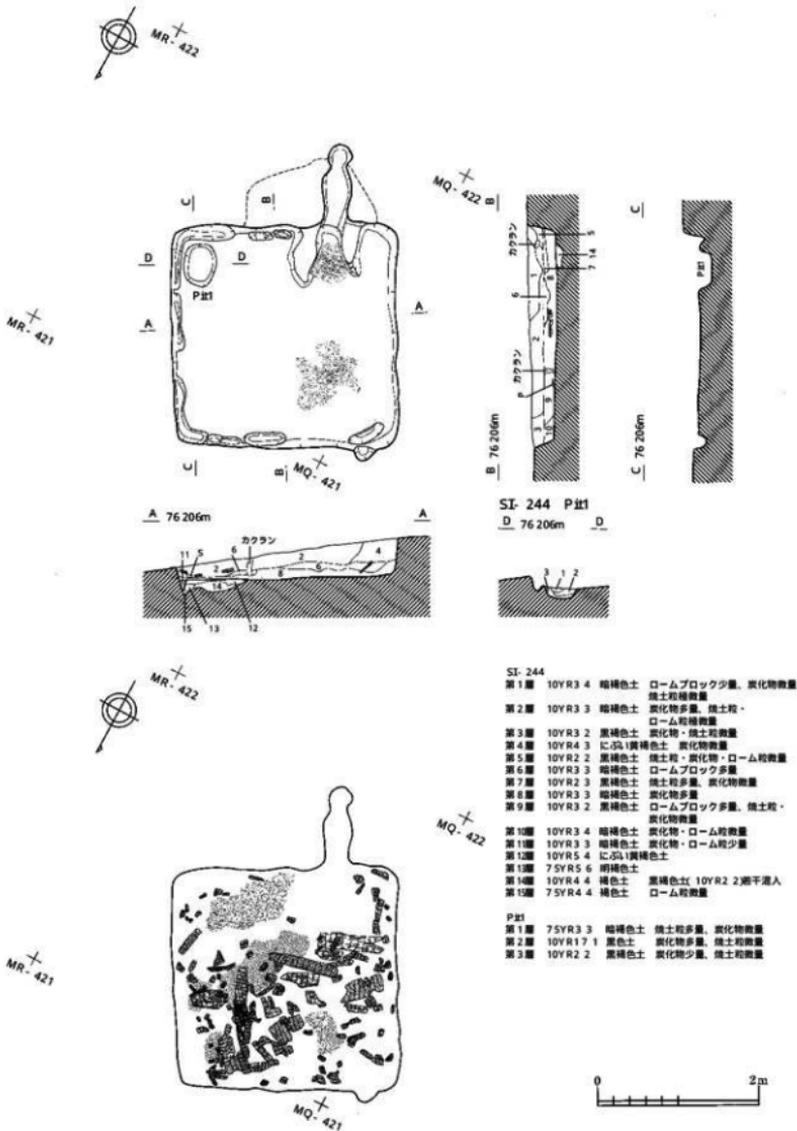 MR-422
MQ-422
C
B
D
D
Pit1
A
A
MR-421
C
B
MQ-421
B
カクラン
5
14
7
1
8
6
2
カクラン
P
9
3
10
B 76 206m
C
Pit1
C 76 206m
A 76 206m A
11
5
2
6
カクラン
2
4
8
6
14
15
13
12
SI-244 Pit1
D 76 206m D
3
1
2
MR-422
MQ-422
MR-421
MQ-421
SI-244
第1層 10YR3 4 暗褐色土 ロームブロック少量、炭化物微量
焼土粒極微量
第2層 10YR3 3 暗褐色土 炭化物多量、焼土粒・
ローム粒極微量
第3層 10YR3 2 黒褐色土 炭化物・焼土粒微量
第4層 10YR4 3 にぶい黄褐色土 炭化物微量
第5層 10YR2 2 黒褐色土 焼土粒・炭化物・ローム粒微量
第6層 10YR3 3 暗褐色土 ロームブロック多量
第7層 10YR2 3 黒褐色土 焼土粒多量、炭化物微量
第8層 10YR3 3 暗褐色土 炭化物多量
第9層 10YR3 2 黒褐色土 ロームブロック多量、焼土粒・
炭化物微量
第10層 10YR3 4 暗褐色土 炭化物・ローム粒微量
第11層 10YR3 3 暗褐色土 炭化物・ローム粒少量
第12層 10YR5 4 にぶい黄褐色土
第13層 75YR5 6 明褐色土
第14層 10YR4 4 褐色土 黒褐色土( 10YR2 2)若干混入
第15層 75YR4 4 褐色土 ローム粒微量
Pit1
第1層 75YR3 3 暗褐色土 焼土粒多量、炭化物微量
第2層 10YR17 1 黒色土 炭化物多量、焼土粒微量
第3層 10YR2 2 黒褐色土 炭化物少量、焼土粒微量
0 2m